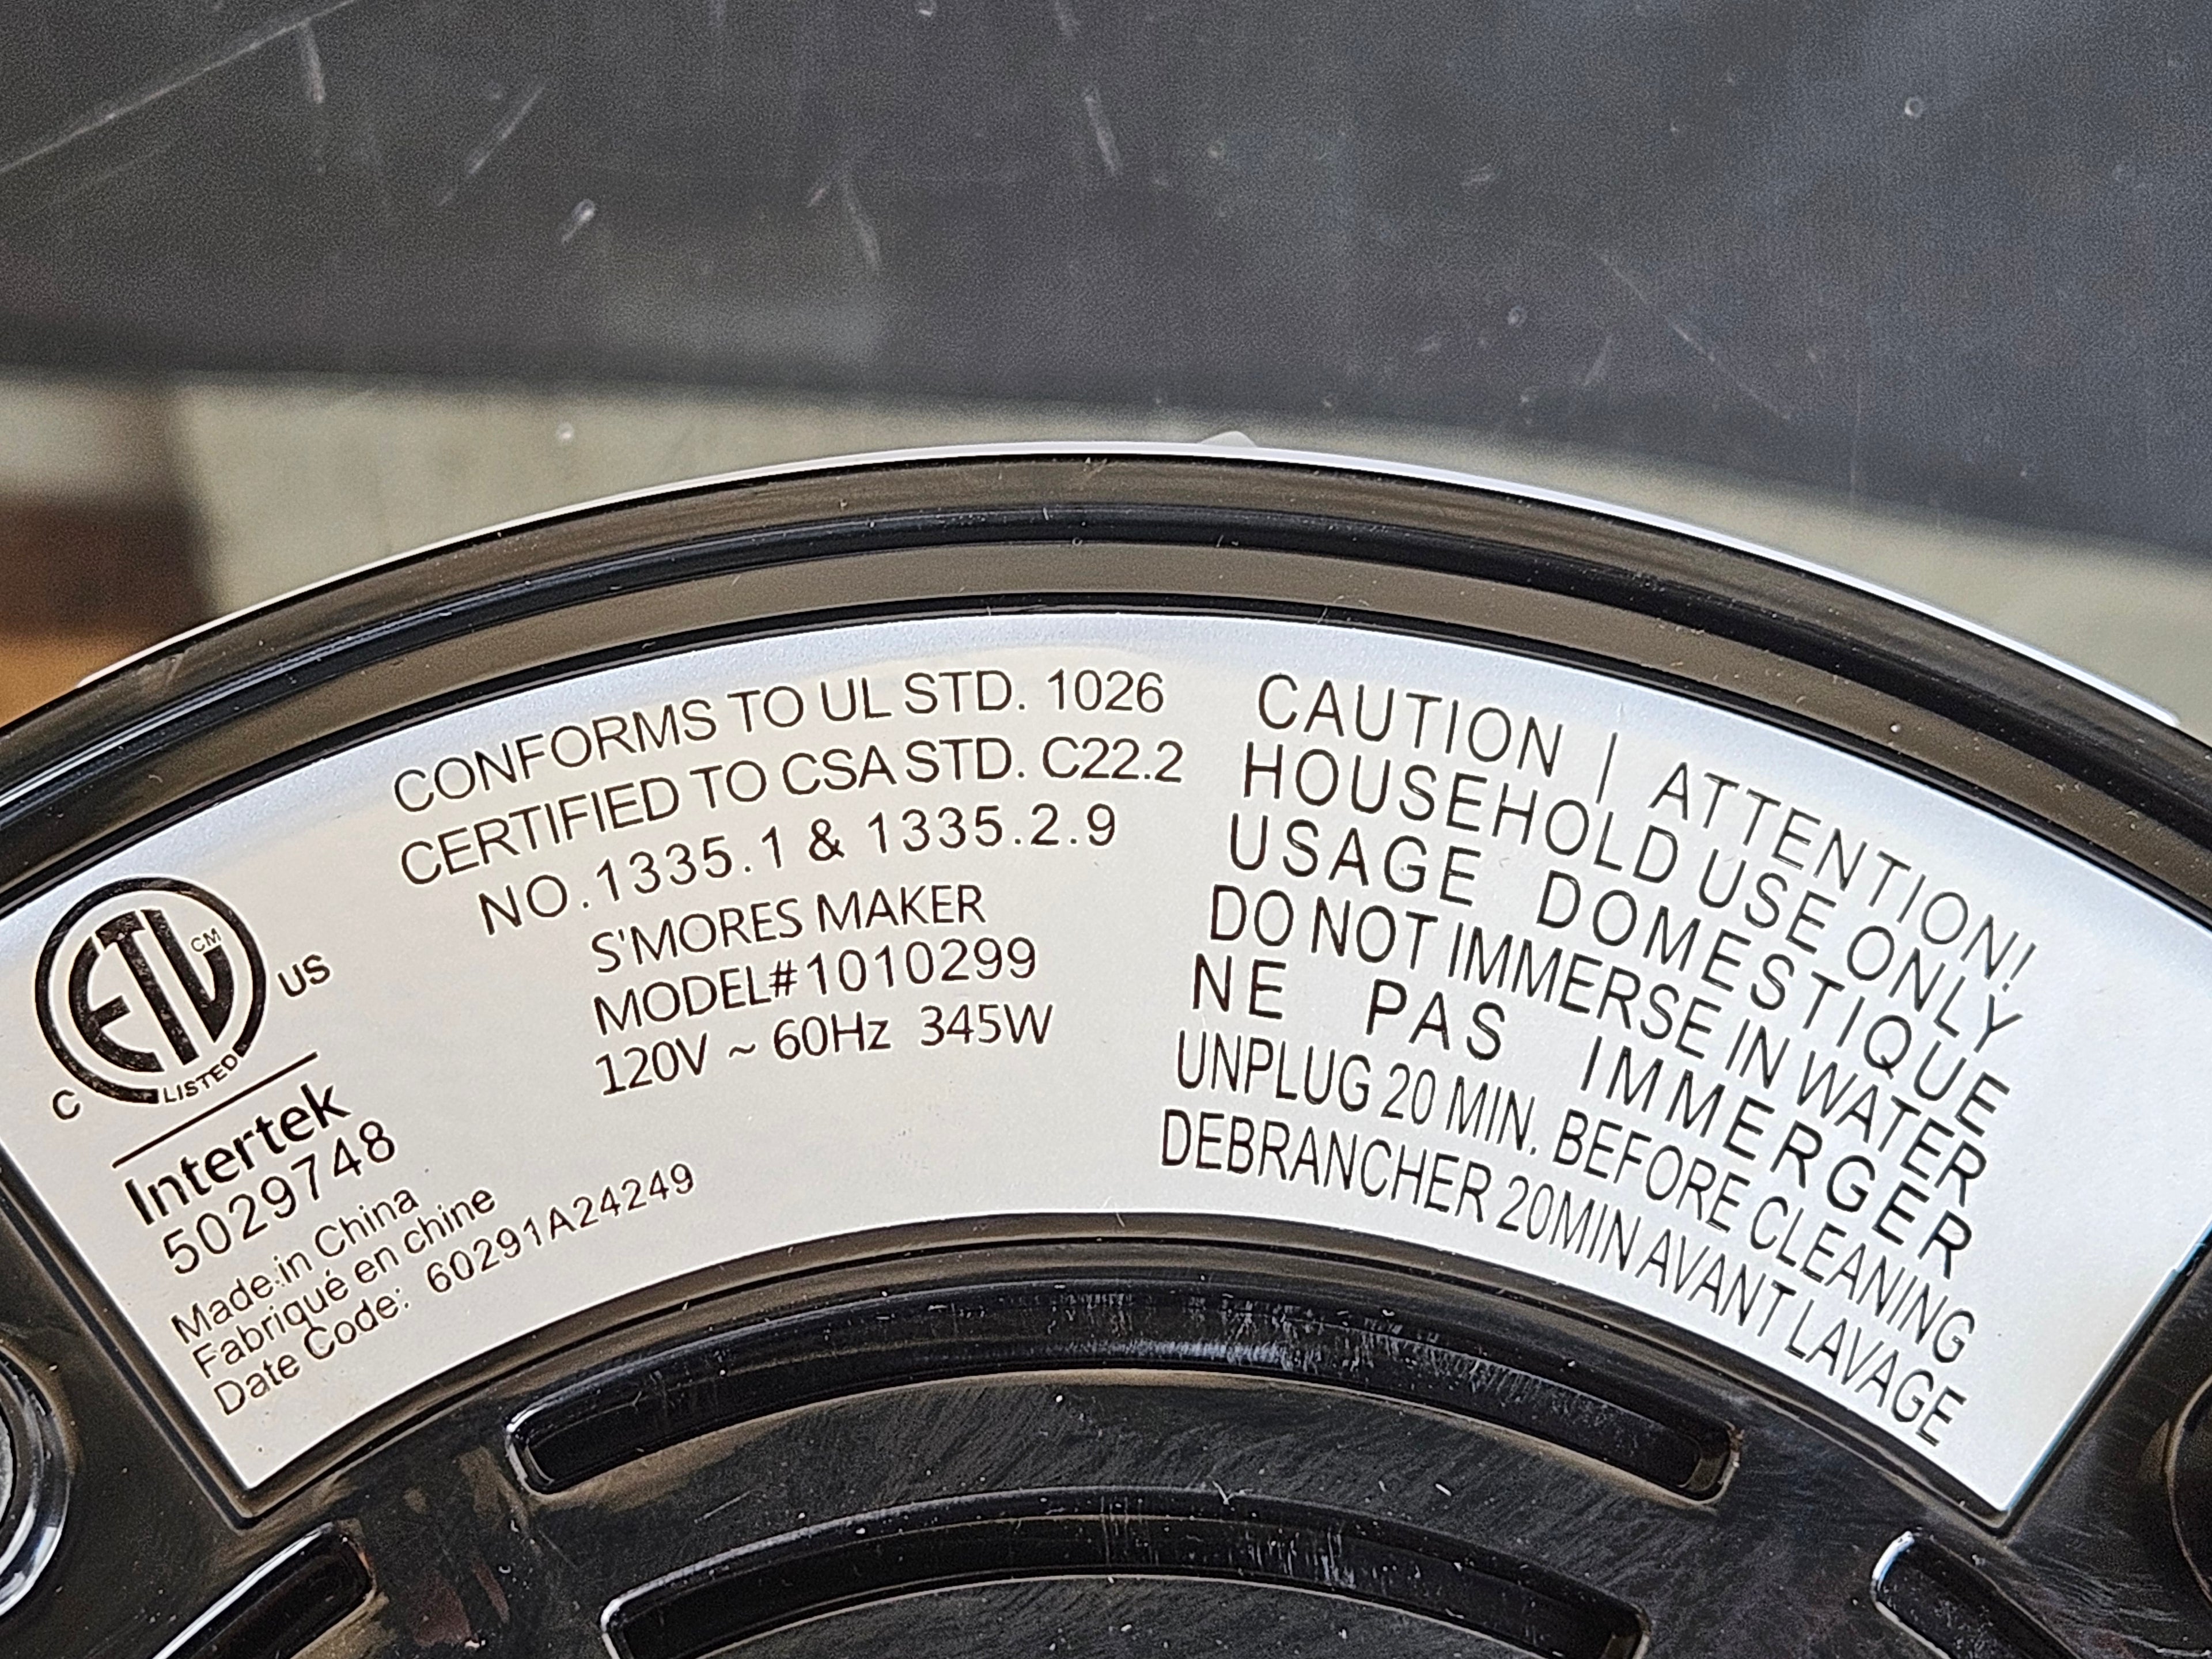 CONFORMS TO UL STD. 1026
CERTIFIED TO CSA STD. C22.2
NO.1335.1 & 1335.2.9
S'MORES MAKER
MODEL#1010299
120V ~ 60Hz 345W
ETL CM
LISTED
C US
Intertek
5029748
Made in China
Fabriqué en chine
Date Code: 60291A24249
CAUTION | ATTENTION!
HOUSEHOLD USE ONLY
USAGE DOMESTIQUE
DO NOT IMMERSE IN WATER
NE PAS IMMERGER
UNPLUG 20 MIN. BEFORE CLEANING
DEBRANCHER 20MIN AVANT LAVAGE